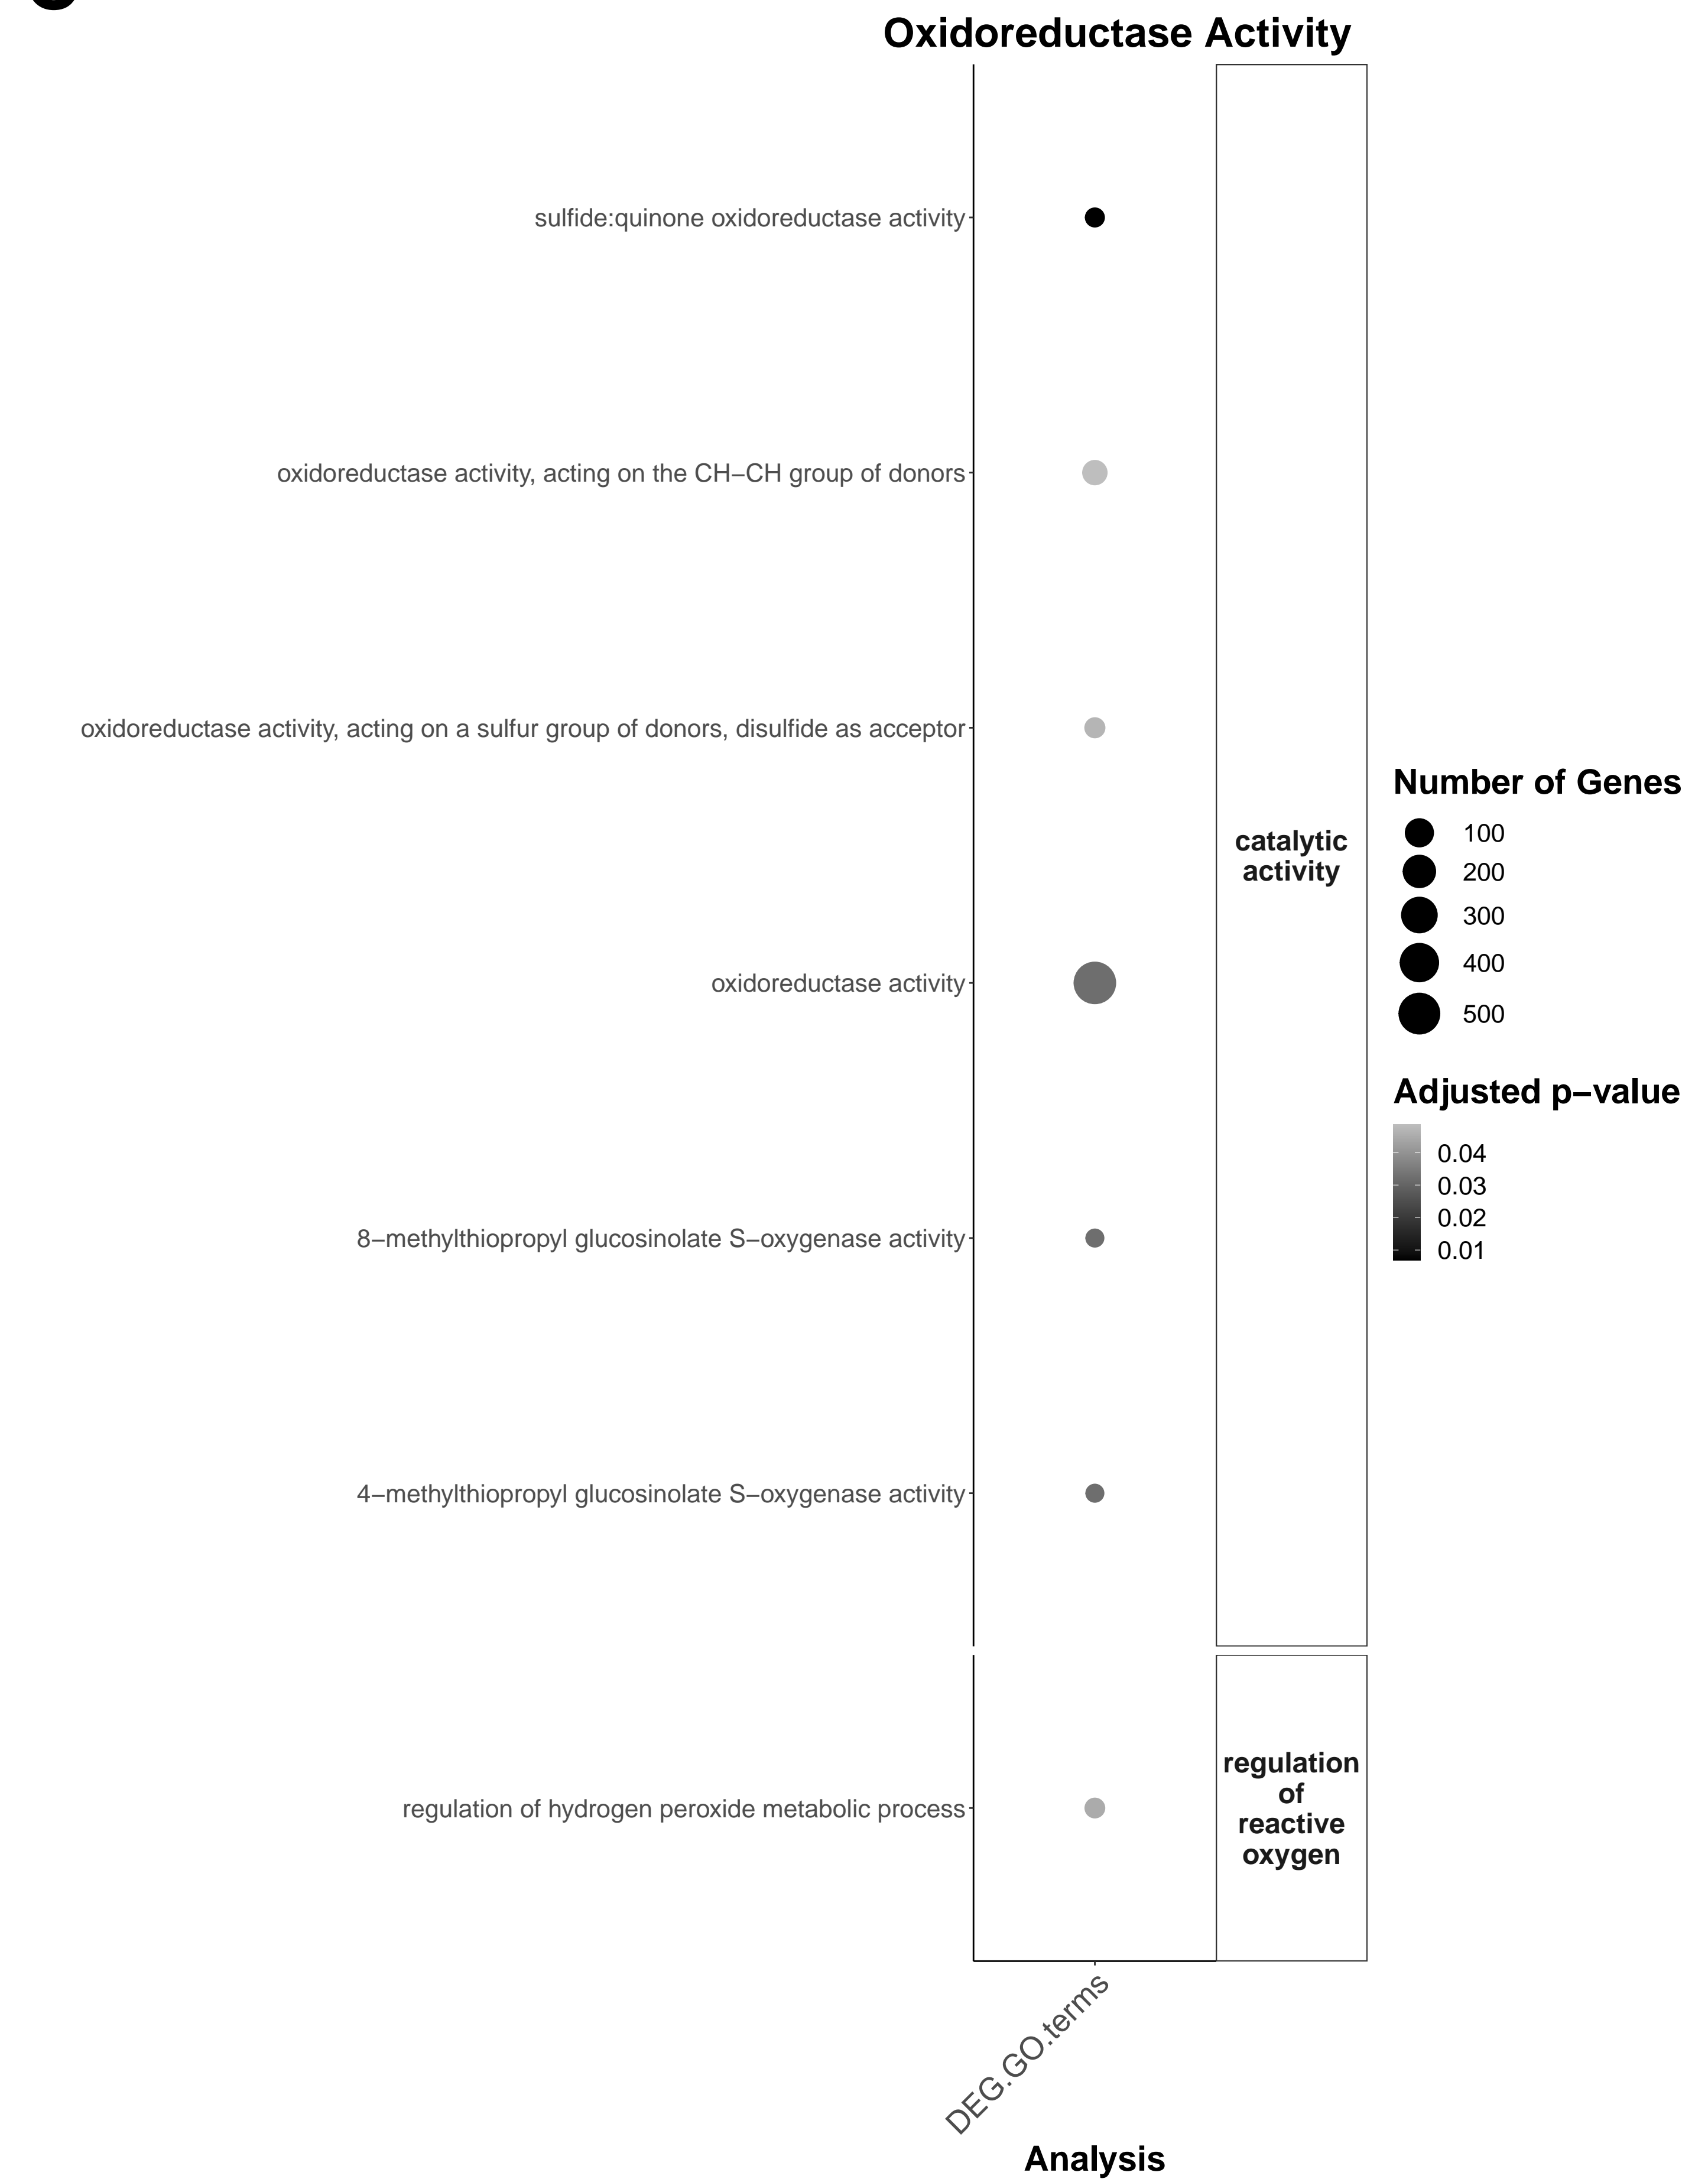 Oxidoreductase Activity
sulfide:quinone oxidoreductase activity
oxidoreductase activity, acting on the CH−CH group of donors
oxidoreductase activity, acting on a sulfur group of donors, disulfide as acceptor
oxidoreductase activity
8−methylthiopropyl glucosinolate S−oxygenase activity
4−methylthiopropyl glucosinolate S−oxygenase activity
regulation of hydrogen peroxide metabolic process
catalytic
activity
regulation
of
reactive
oxygen
Number of Genes
100
200
300
400
500
Adjusted p−value
0.04
0.03
0.02
0.01
DEG.GO.terms
Analysis